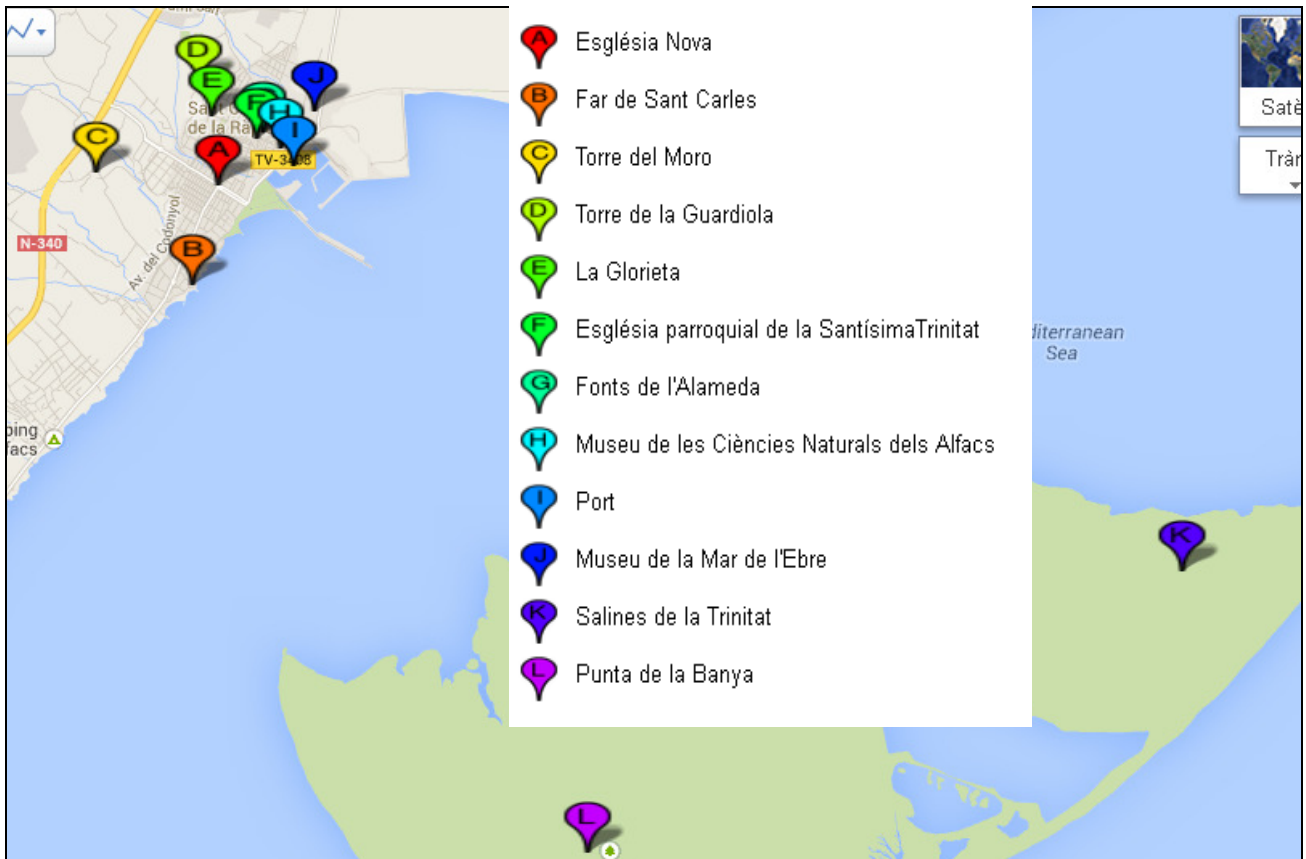 D
E
J
F
H
I
C
A
Sant C
de la Rà
TV-3408
B
N-340
Av. del Codonyol
ping
facs
A Església Nova
B Far de Sant Carles
C Torre del Moro
D Torre de la Guardiola
E La Glorieta
F Església parroquial de la SantísimaTrinitat
G Fonts de l'Alameda
H Museu de les Ciències Naturals dels Alfacs
I Port
J Museu de la Mar de l'Ebre
K Salines de la Trinitat
L Punta de la Banya
Satè
Tràn
diterranean
Sea
K
L